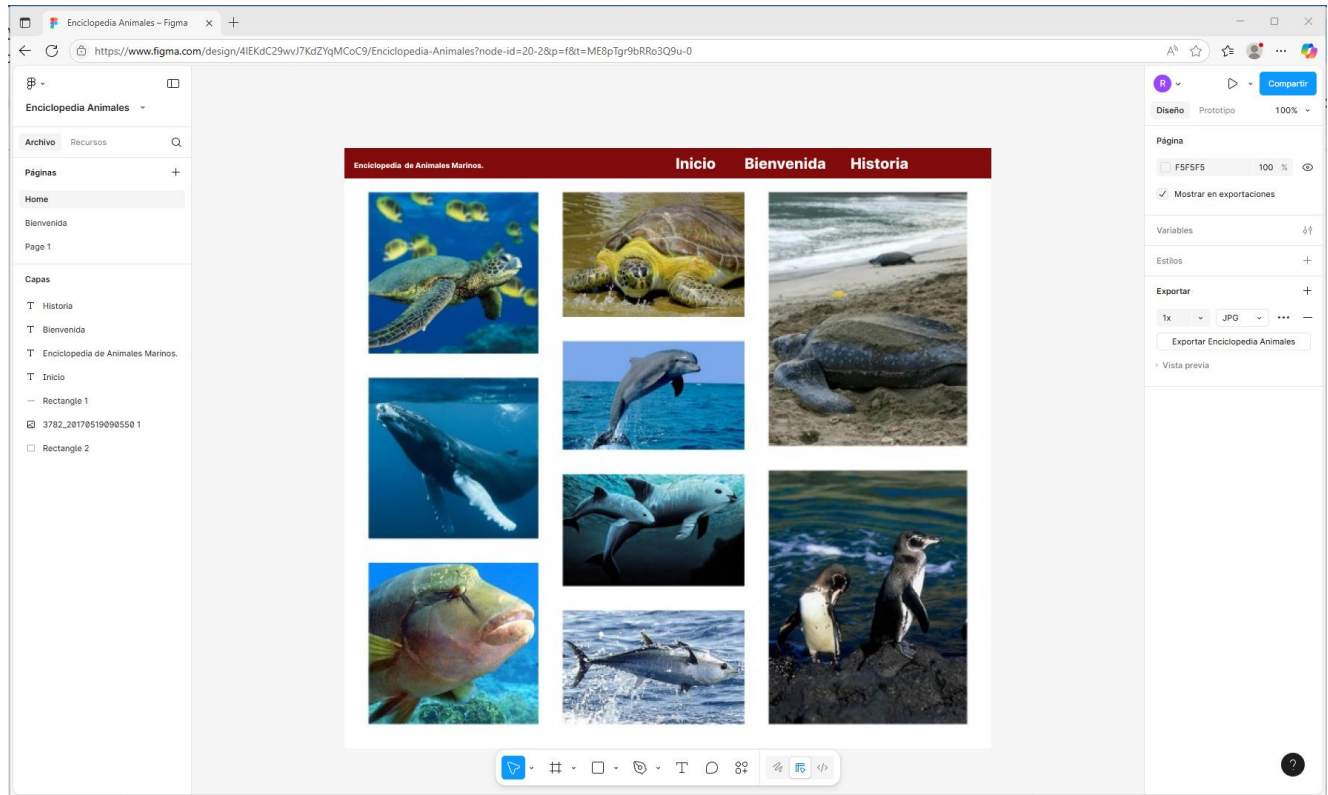 Enciclopedia Animales – Figma
https://www.figma.com/design/4IEKdC29wvJ7KdZYqMCoC9/Enciclopedia-Animales?node-id=20-2&p=f&t=ME8pTgr9bRRo3Q9u-0
Enciclopedia Animales
R
Compartir
Archivo Recursos
Diseño Prototipo 100%
Páginas
Home
Bienvenida
Page 1
Capas
Historia
Bienvenida
Enciclopedia de Animales Marinos.
Inicio
Rectangle 1
3782_20170519090550 1
Rectangle 2
Enciclopedia de Animales Marinos. Inicio Bienvenida Historia
Página
F5F5F5 100 %
Mostrar en exportaciones
Variables
Estilos
Exportar
1x JPG
Exportar Enciclopedia Animales
Vista previa
?